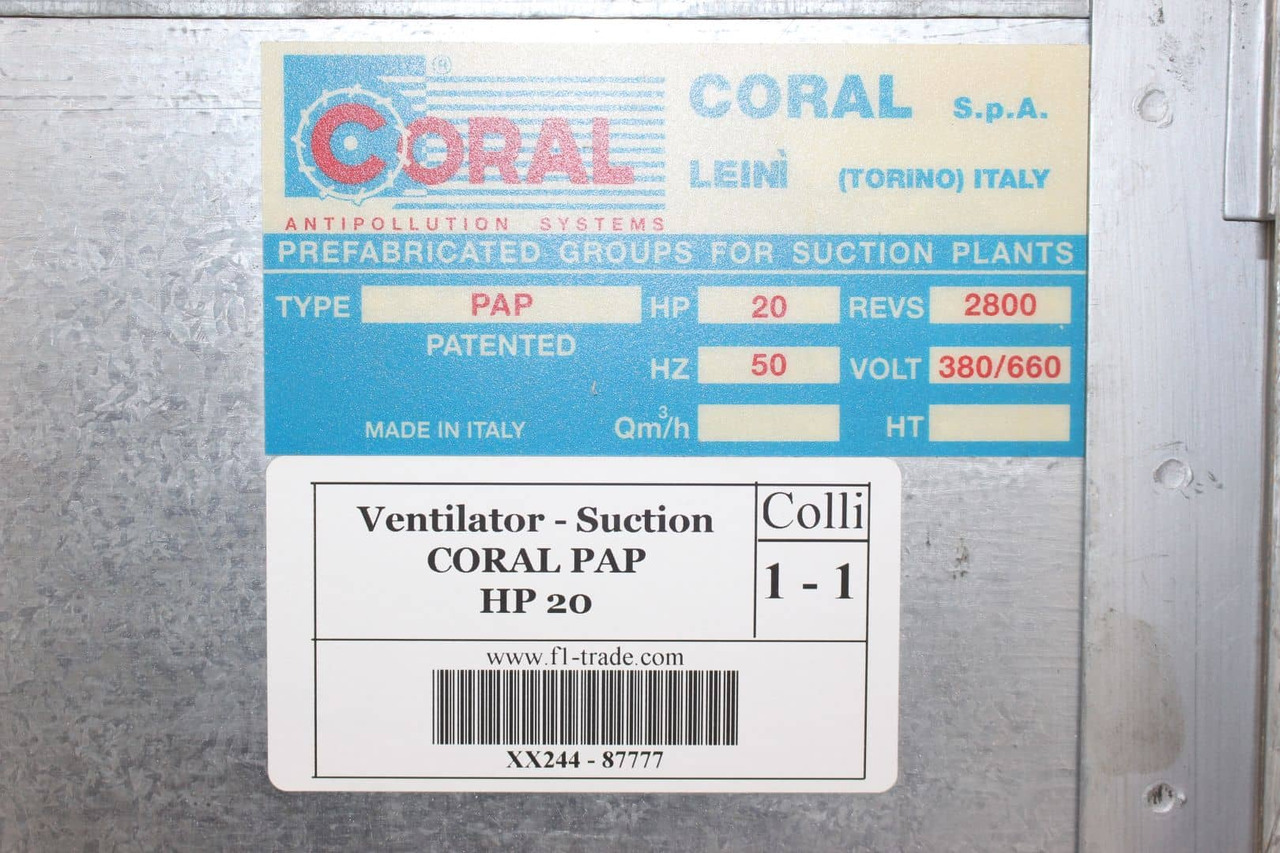 CORAL ®
ANTIPOLLUTION SYSTEMS
CORAL S.p.A.
LEINÌ (TORINO) ITALY
PREFABRICATED GROUPS FOR SUCTION PLANTS
TYPE PAP HP 20 REVS 2800
PATENTED
HZ 50 VOLT 380/660
MADE IN ITALY Qm³/h HT
Ventilator - Suction
CORAL PAP
HP 20
Colli
1 - 1
www.f1-trade.com
XX244 - 87777